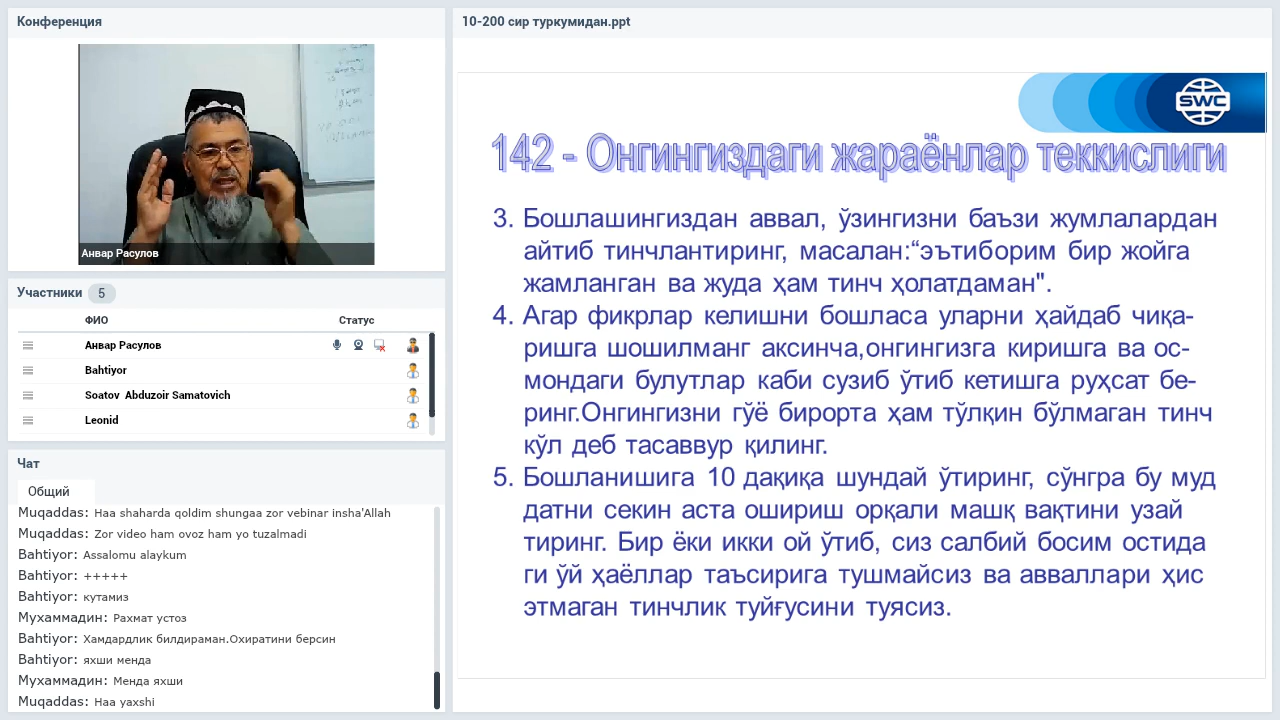 Конференция
Анвар Расулов
Участники 5
ФИО Статус
Анвар Расулов
Bahtiyor
Soatov Abduzoir Samatovich
Leonid
Чат
Общий
Muqaddas: Haa shaharda qoldim shungaa zor vebinar insha'Allah
Muqaddas: Zor video ham ovoz ham yo tuzalmadi
Bahtiyor: Assalomu alaykum
Bahtiyor: +++++
Bahtiyor: кутамиз
Мухаммадин: Рахмат устоз
Bahtiyor: Хамдардлик билдираман.Охиратини берсин
Bahtiyor: яхши менда
Мухаммадин: Менда яхши
Muqaddas: Haa yaxshi
10-200 сир туркумидан.ppt
SWC
142 - Онгингиздаги жараёнлар теккислиги
3. Бошлашингиздан аввал, ўзингизни баъзи жумлалардан
айтиб тинчлантиринг, масалан:“эътиборим бир жойга
жамланган ва жуда ҳам тинч ҳолатдаман".
4. Агар фикрлар келишни бошласа уларни ҳайдаб чиқа-
ришга шошилманг аксинча,онгингизга киришга ва ос-
мондаги булутлар каби сузиб ўтиб кетишга руҳсат бе-
ринг.Онгингизни гўё бирорта ҳам тўлқин бўлмаган тинч
кўл деб тасаввур қилинг.
5. Бошланишига 10 дақиқа шундай ўтиринг, сўнгра бу муд
датни секин аста ошириш орқали машқ вақтини узай
тиринг. Бир ёки икки ой ўтиб, сиз салбий босим остида
ги ўй ҳаёллар таъсирига тушмайсиз ва авваллари ҳис
этмаган тинчлик туйғусини туясиз.